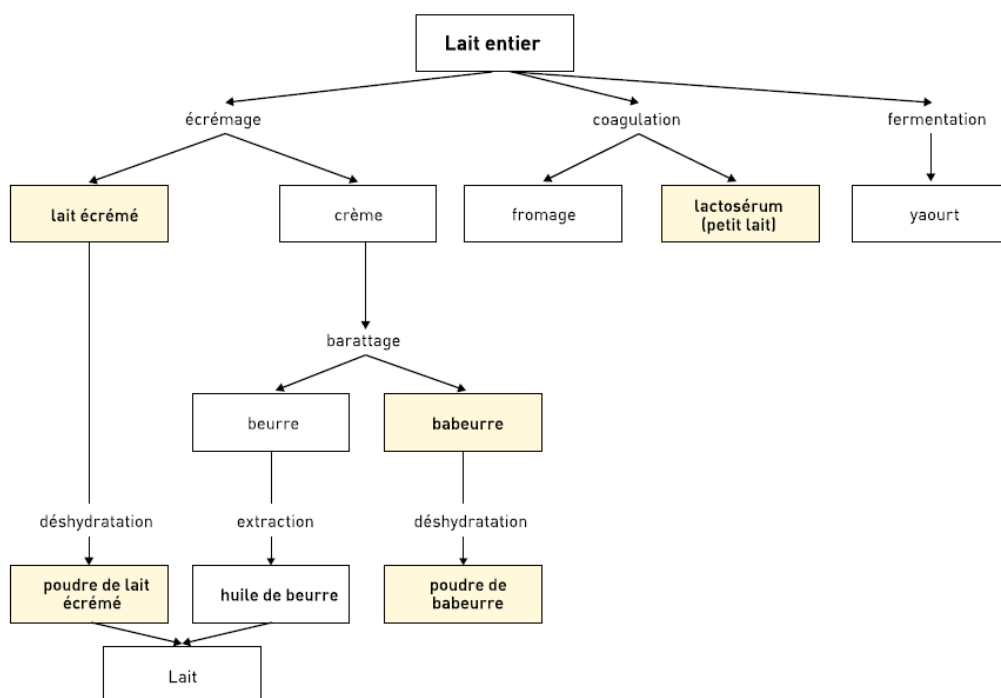 Lait entier
écrémage
coagulation
fermentation
lait écrémé
crème
fromage
lactosérum
(petit lait)
yaourt
barattage
beurre
babeurre
déshydratation
extraction
déshydratation
poudre de lait
écrémé
huile de beurre
poudre de
babeurre
Lait